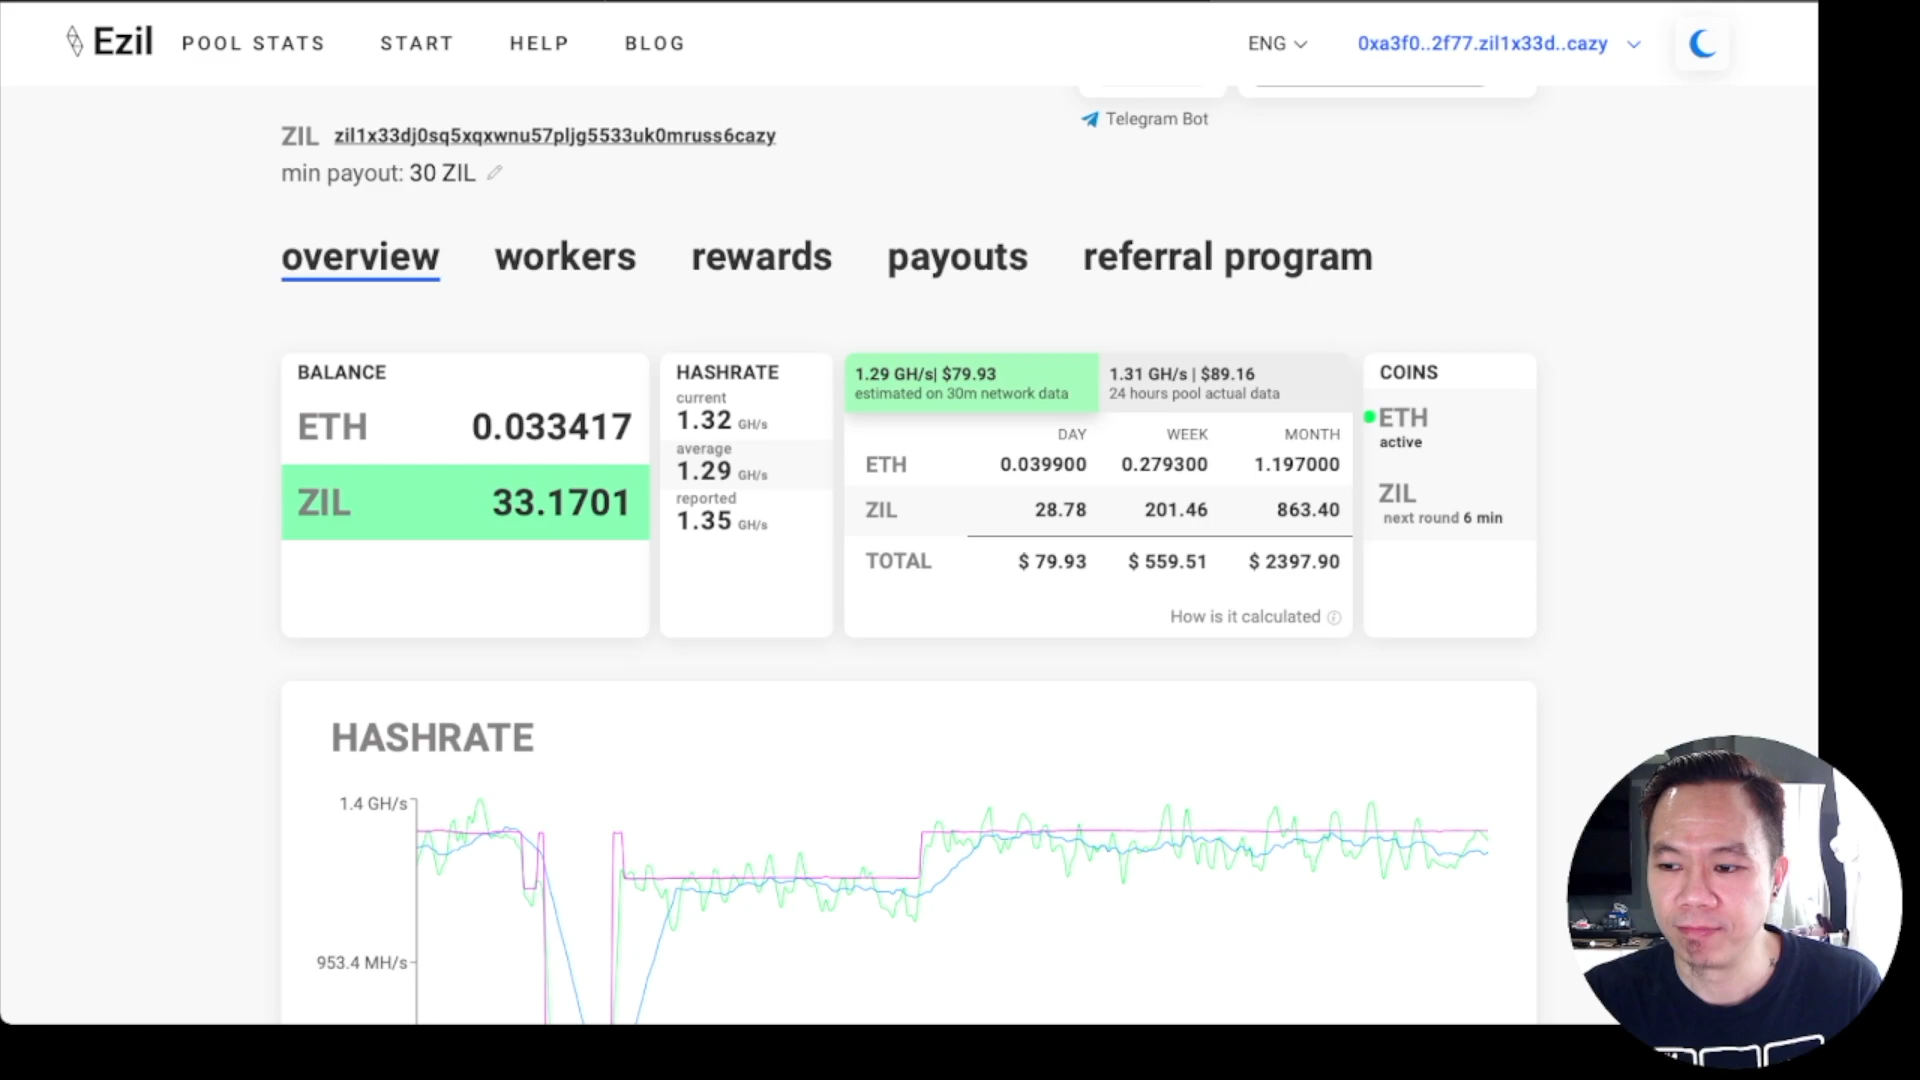 Ezil POOL STATS START HELP BLOG ENG 0xa3f0..2f77.zil1x33d..cazy
Telegram Bot
ZIL zil1x33dj0sq5xqxwnu57pljg5533uk0mruss6cazy
min payout: 30 ZIL
overview workers rewards payouts referral program
BALANCE
ETH 0.033417
ZIL 33.1701
HASHRATE
current
1.32 GH/s
average
1.29 GH/s
reported
1.35 GH/s
1.29 GH/s| $79.93
estimated on 30m network data
1.31 GH/s | $89.16
24 hours pool actual data
DAY WEEK MONTH
ETH 0.039900 0.279300 1.197000
ZIL 28.78 201.46 863.40
TOTAL $ 79.93 $ 559.51 $ 2397.90
How is it calculated
COINS
ETH
active
ZIL
next round 6 min
HASHRATE
1.4 GH/s
953.4 MH/s